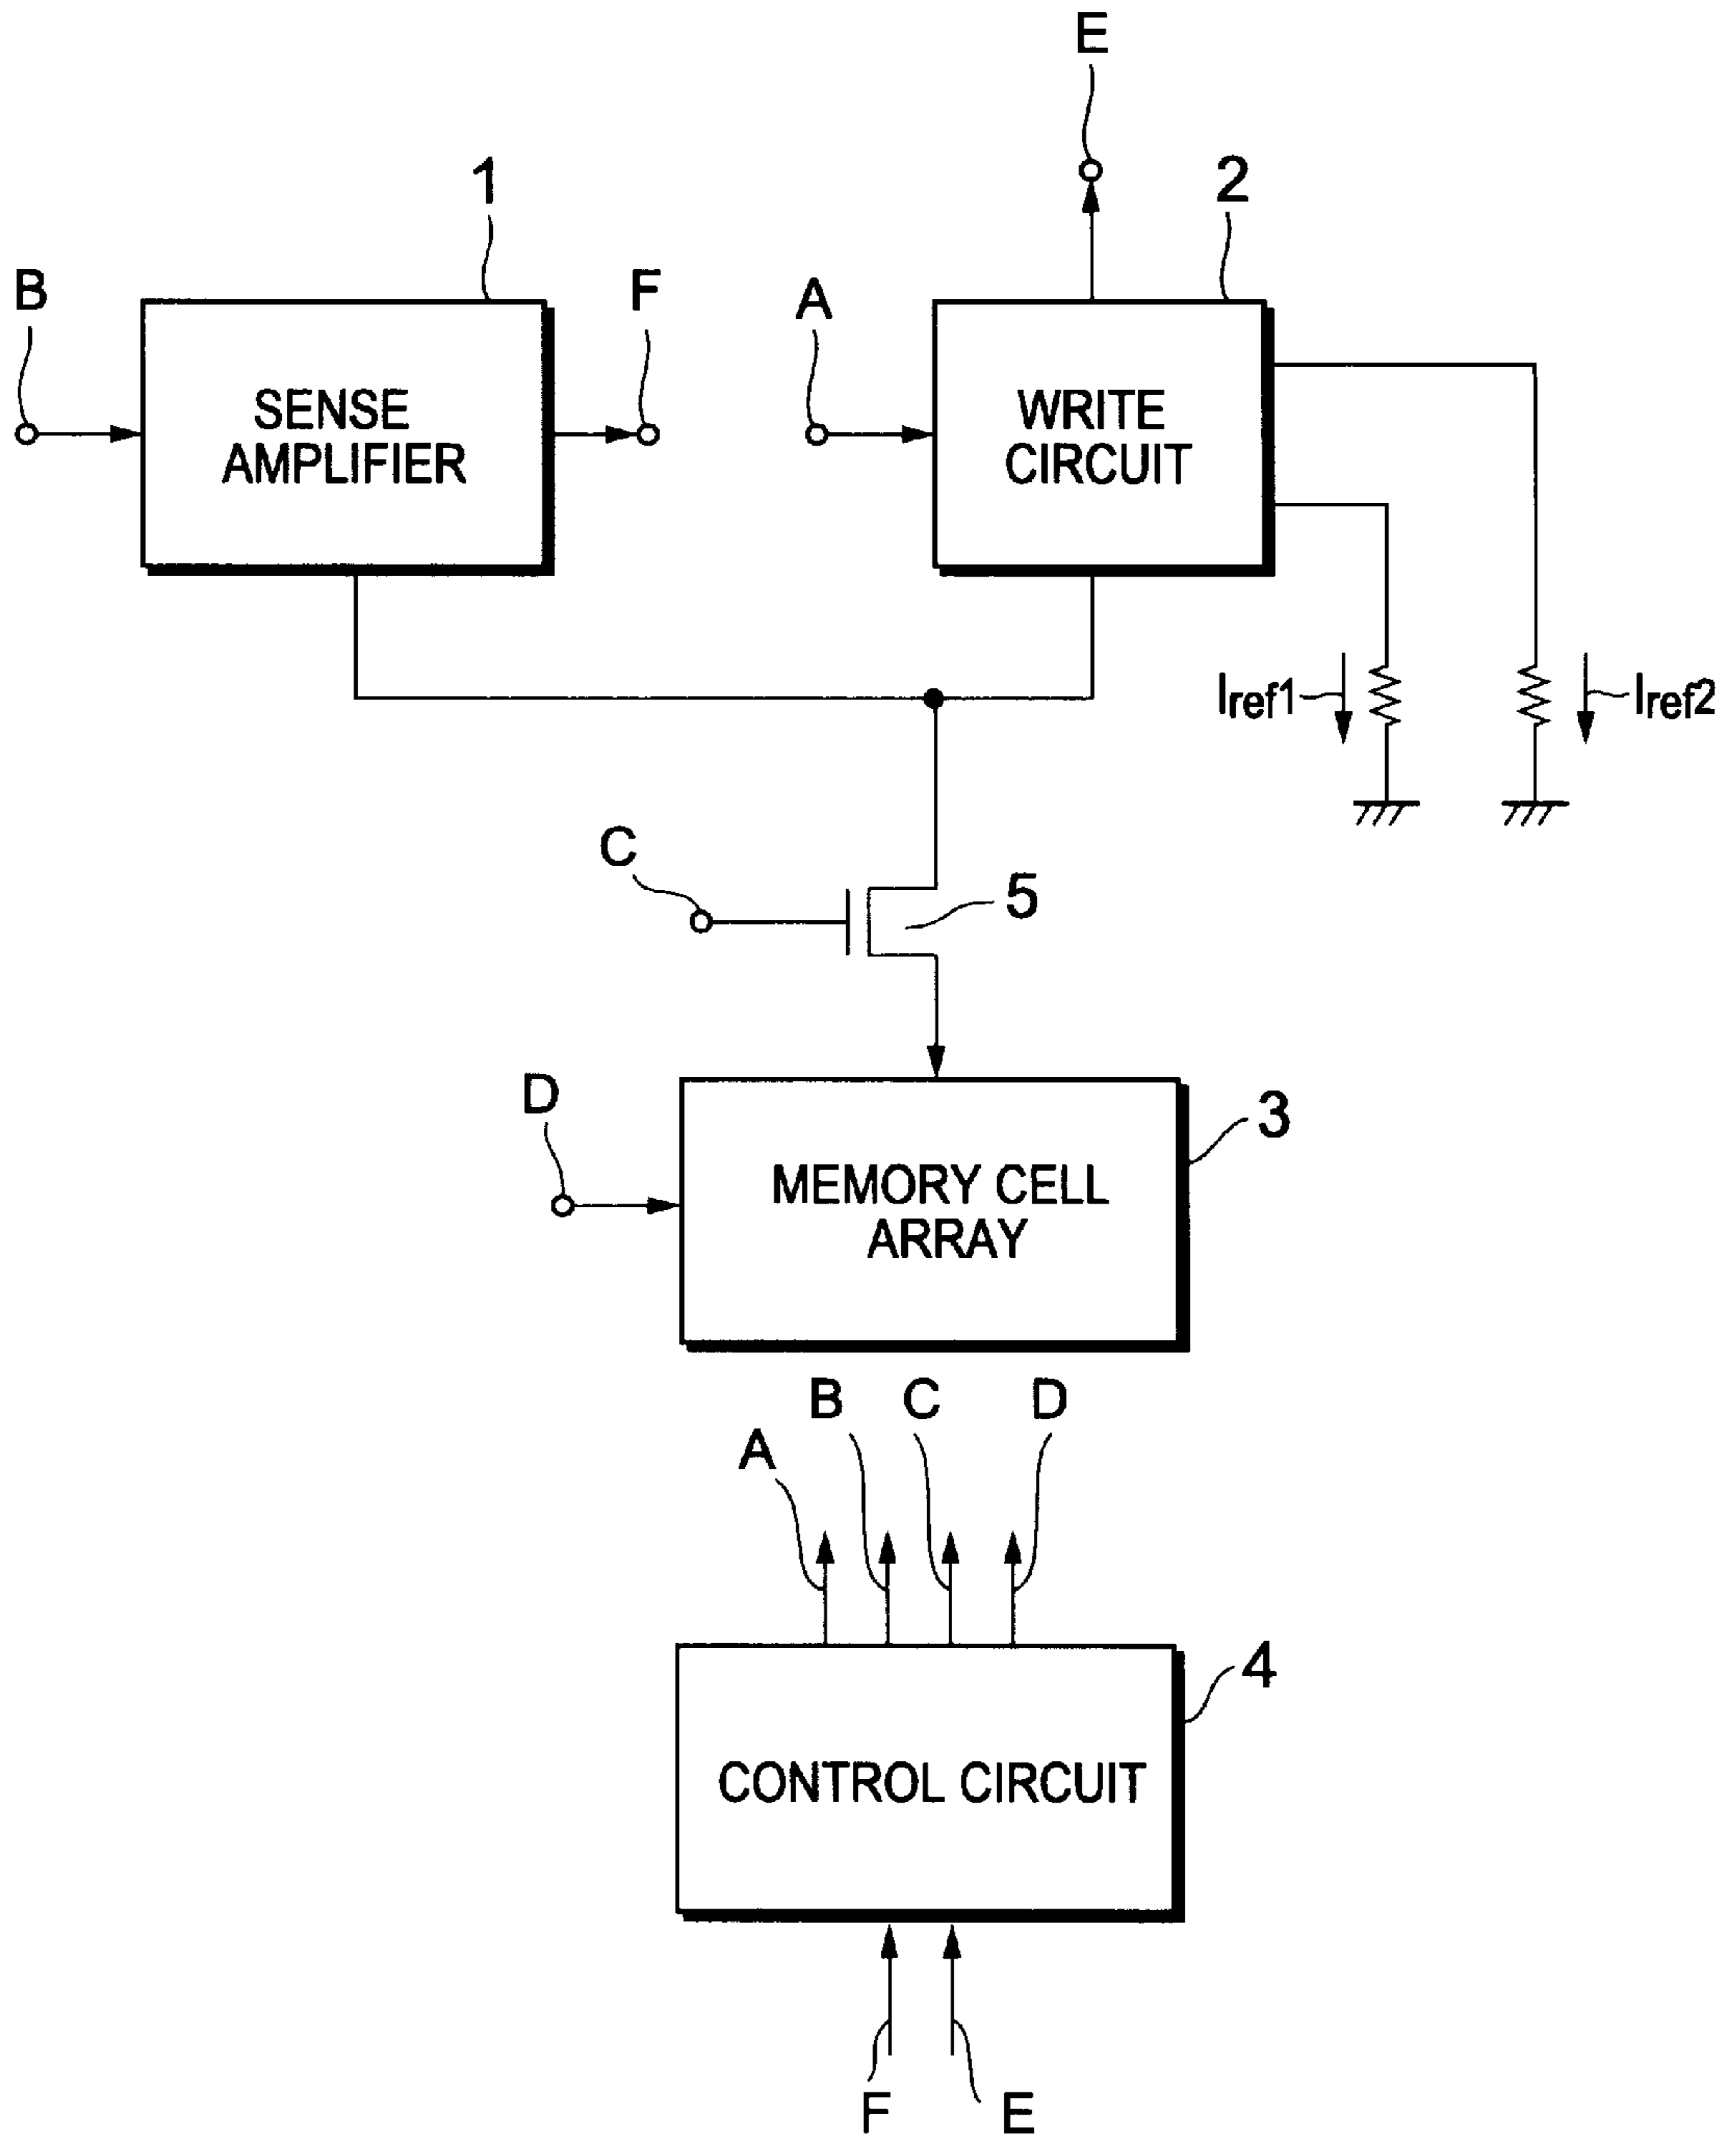 E
1
2
B
F
A
SENSE
AMPLIFIER
WRITE
CIRCUIT
Iref1
Iref2
C
5
D
3
MEMORY CELL
ARRAY
B
C
D
A
4
CONTROL CIRCUIT
F
E